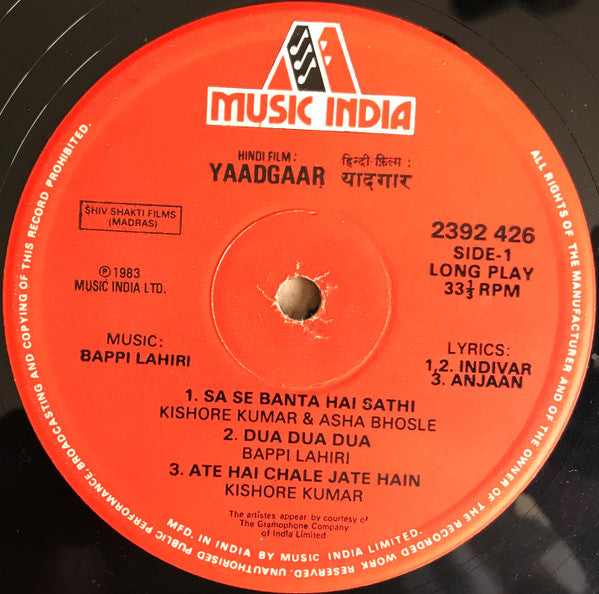 MUSIC INDIA
HINDI FILM:
YAADGAAR
हिन्दी फ़िल्म :
यादगार
SHIV SHAKTI FILMS
(MADRAS)
℗ 1983
MUSIC INDIA LTD.
2392 426
SIDE-1
LONG PLAY
33⅓ RPM
MUSIC:
BAPPI LAHIRI
LYRICS:
1,2. INDIVAR
3. ANJAAN
1. SA SE BANTA HAI SATHI
KISHORE KUMAR & ASHA BHOSLE
2. DUA DUA DUA
BAPPI LAHIRI
3. ATE HAI CHALE JATE HAIN
KISHORE KUMAR
The artistes appear by courtesy of
The Gramophone Company
of India Limited
MFD. IN INDIA BY MUSIC INDIA LIMITED.
ALL RIGHTS OF THE MANUFACTURER AND OF THE OWNER OF THE RECORDED WORK RESERVED. UNAUTHORISED PUBLIC PERFORMANCE, BROADCASTING AND COPYING OF THIS RECORD PROHIBITED.